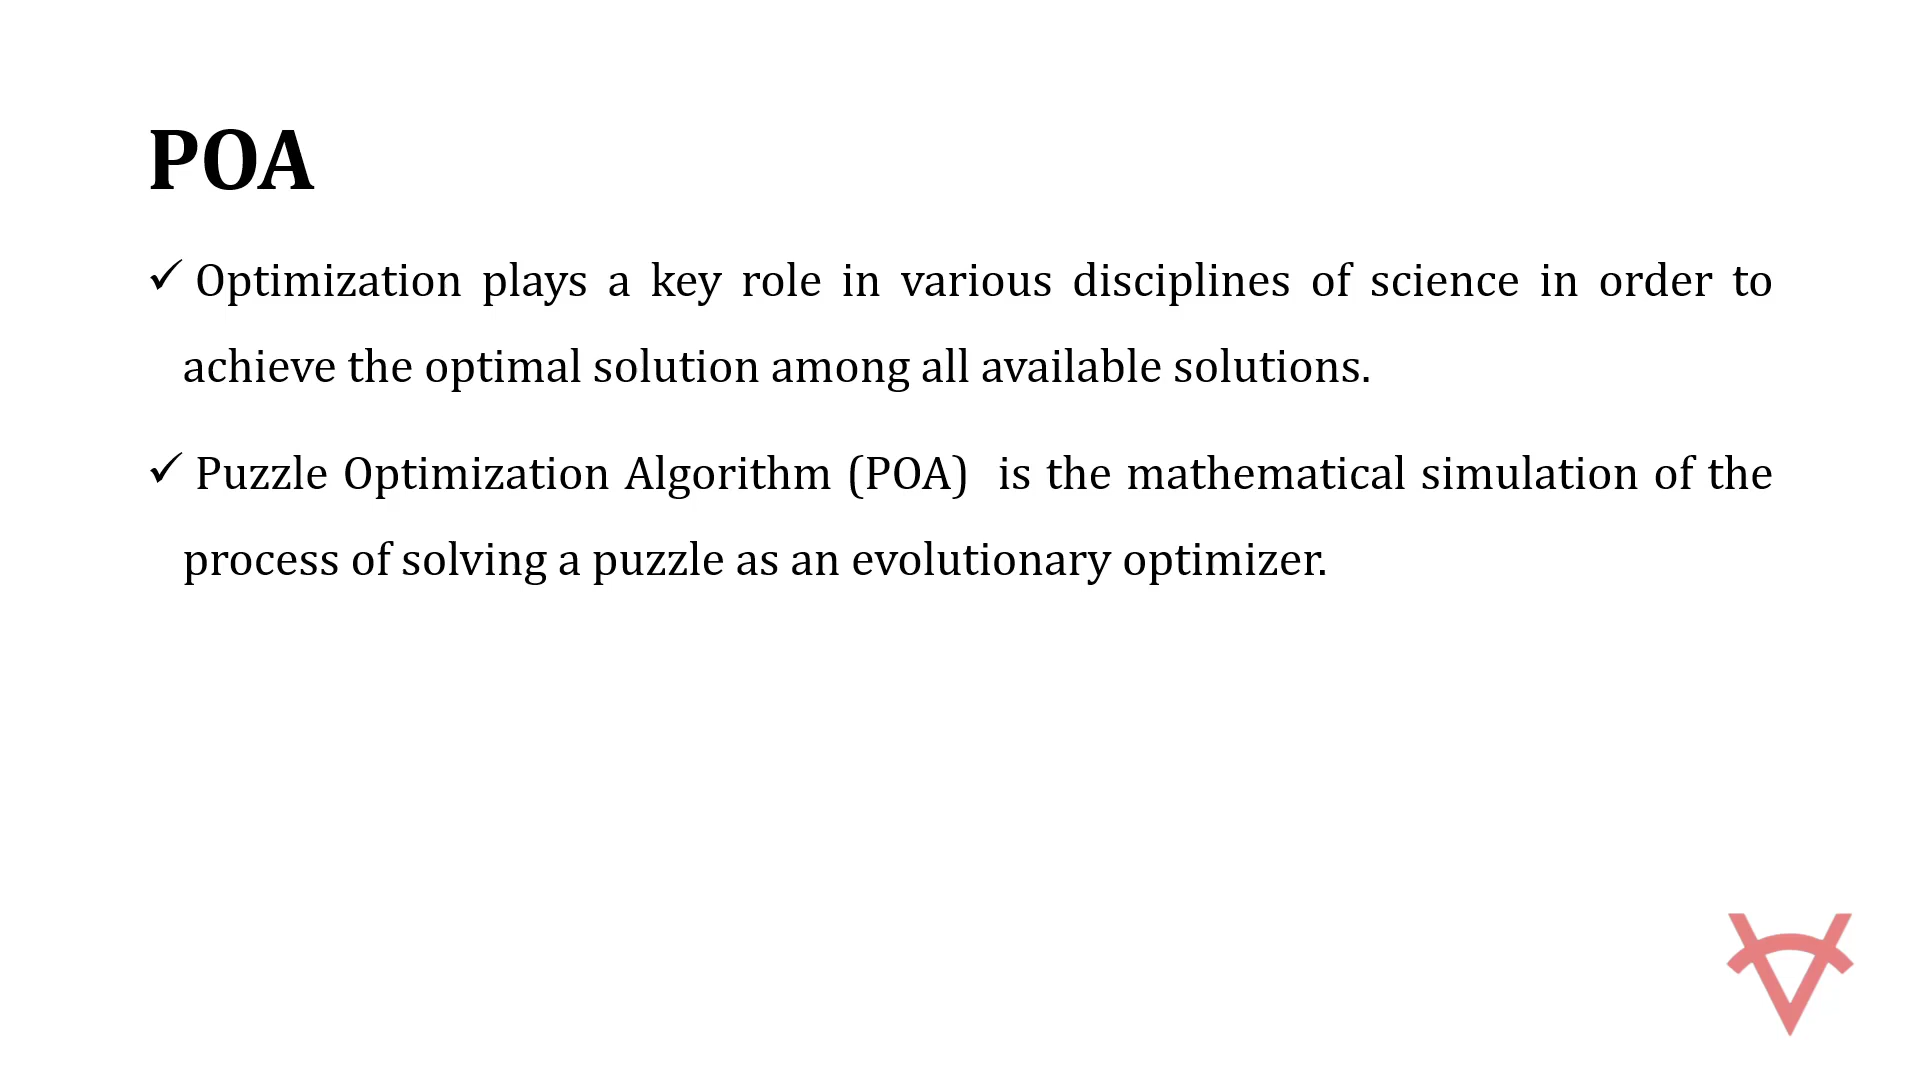 POA
✓ Optimization plays a key role in various disciplines of science in order to
achieve the optimal solution among all available solutions.
✓ Puzzle Optimization Algorithm (POA)  is the mathematical simulation of the
process of solving a puzzle as an evolutionary optimizer.